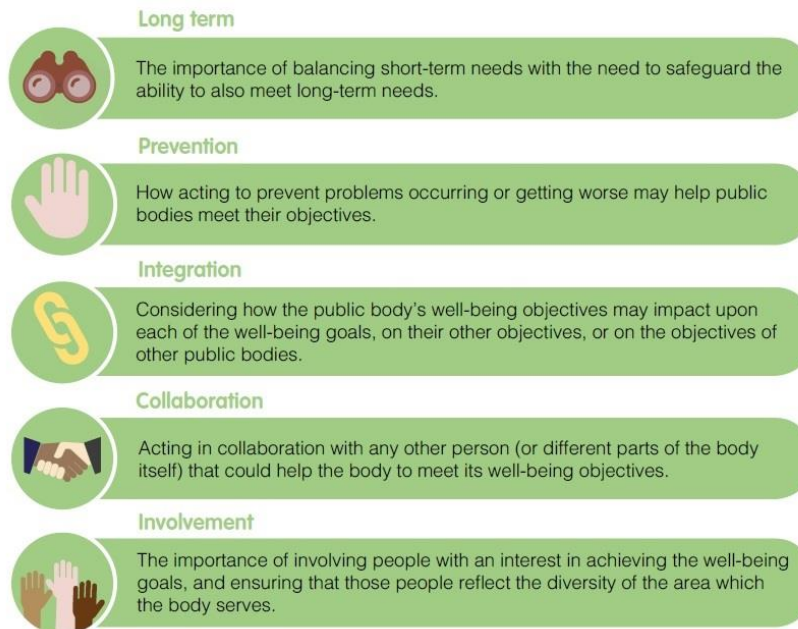 Long term
The importance of balancing short-term needs with the need to safeguard the
ability to also meet long-term needs.
Prevention
How acting to prevent problems occurring or getting worse may help public
bodies meet their objectives.
Integration
Considering how the public body's well-being objectives may impact upon
each of the well-being goals, on their other objectives, or on the objectives of
other public bodies.
Collaboration
Acting in collaboration with any other person (or different parts of the body
itself) that could help the body to meet its well-being objectives.
Involvement
The importance of involving people with an interest in achieving the well-being
goals, and ensuring that those people reflect the diversity of the area which
the body serves.